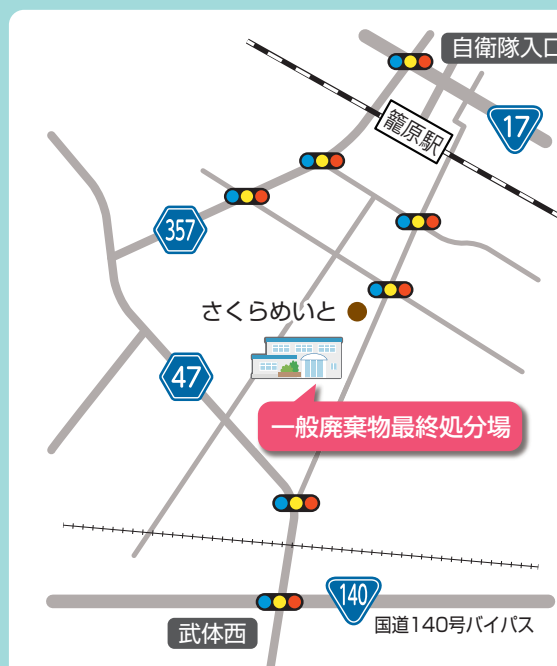 自衛隊入口
17
籠原駅
357
さくらめいと
47
一般廃棄物最終処分場
140
国道140号バイパス
武体西